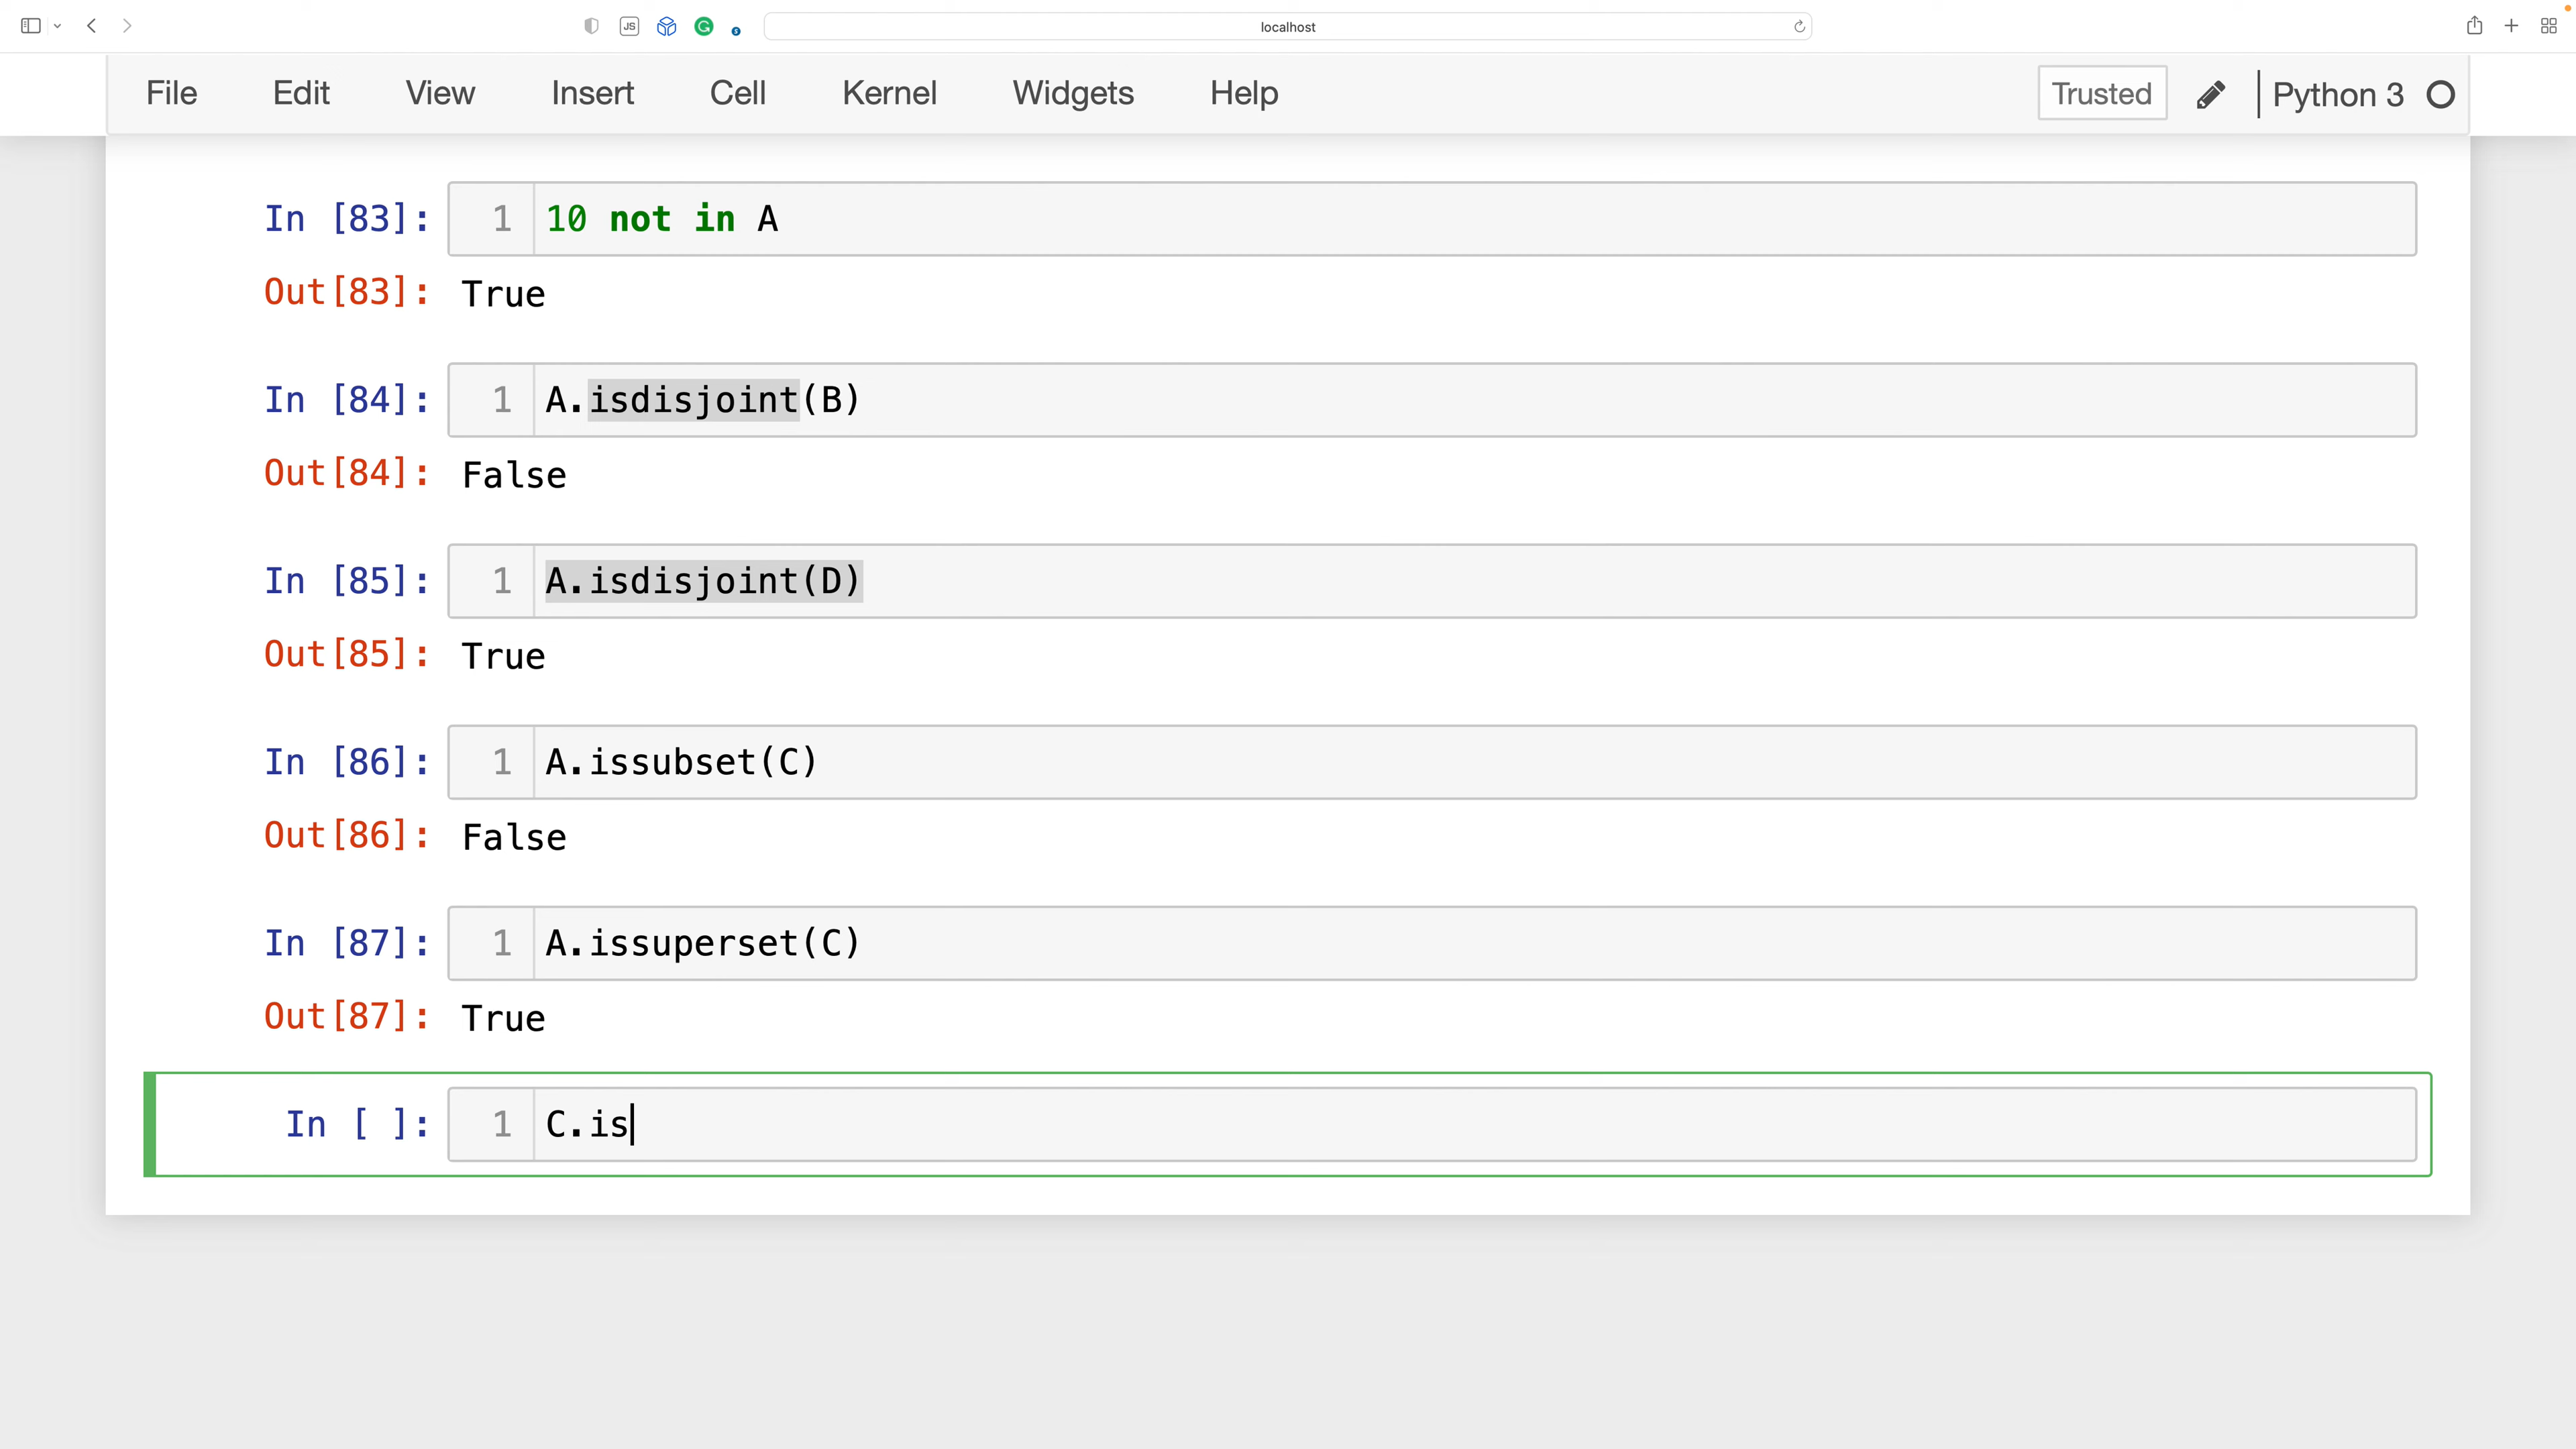 JS
G
localhost
File Edit View Insert Cell Kernel Widgets Help Trusted Python 3
In [83]: 1 10 not in A
Out[83]: True
In [84]: 1 A.isdisjoint(B)
Out[84]: False
In [85]: 1 A.isdisjoint(D)
Out[85]: True
In [86]: 1 A.issubset(C)
Out[86]: False
In [87]: 1 A.issuperset(C)
Out[87]: True
In [ ]: 1 C.is